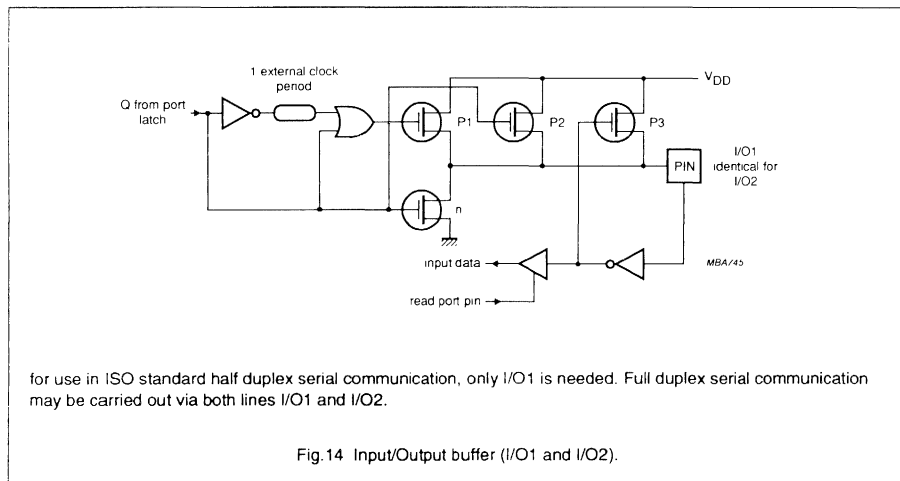 1 external clock
period
Q from port
latch
V DD
P1
P2
P3
PIN
I/O1
identical for
I/O2
n
input data
read port pin
MBA/45
for use in ISO standard half duplex serial communication, only I/O1 is needed. Full duplex serial communication
may be carried out via both lines I/O1 and I/O2.
Fig.14 Input/Output buffer (I/O1 and I/O2).